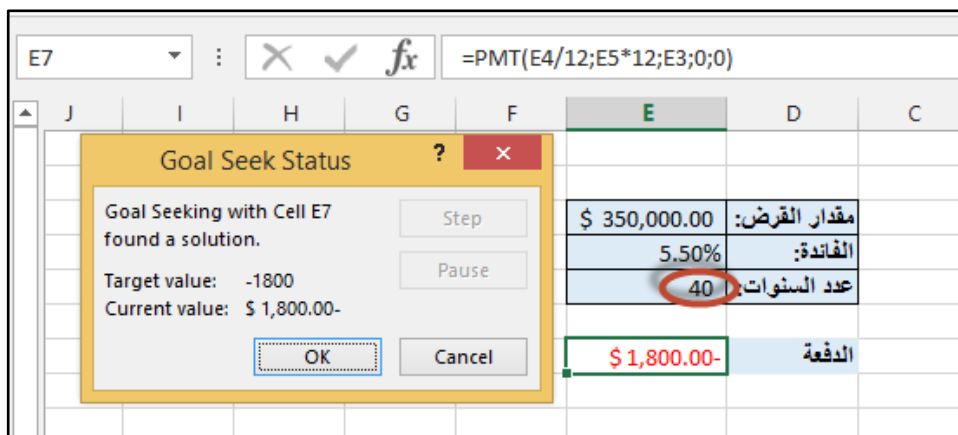 E7 fx =PMT(E4/12;E5*12;E3;0;0)
J I H G F E D C
Goal Seek Status ? ×
Goal Seeking with Cell E7
found a solution.
Target value: -1800
Current value: $ 1,800.00-
Step
Pause
OK Cancel
مقدار القرض: $ 350,000.00
الفائدة: 5.50%
عدد السنوات: 40
الدفعة $ 1,800.00-